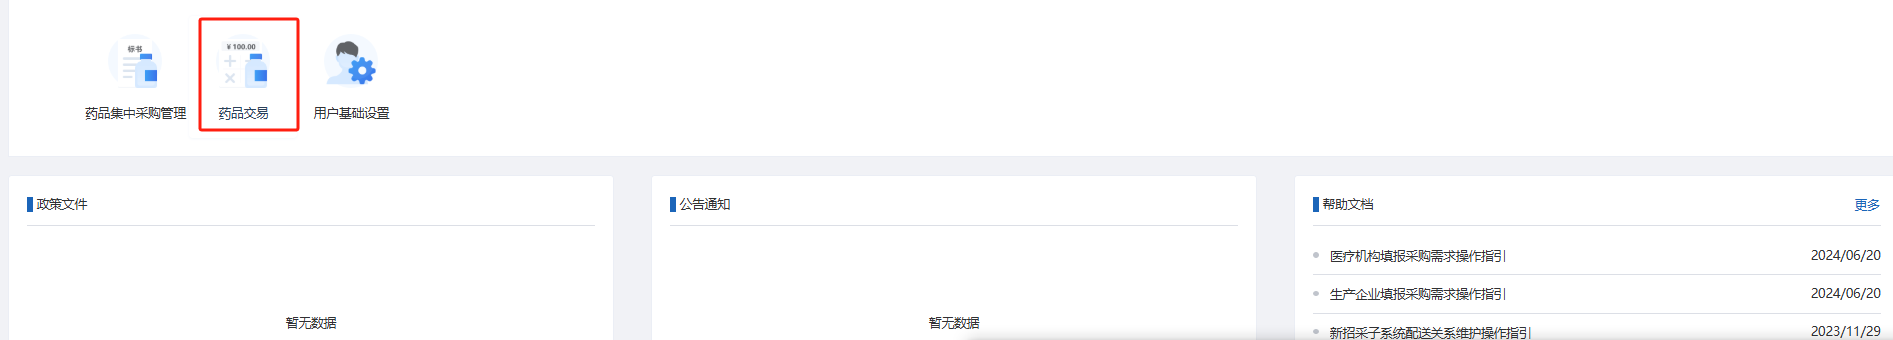 标书
¥ 100.00
药品集中采购管理
药品交易
用户基础设置
政策文件
暂无数据
公告通知
暂无数据
帮助文档
更多
医疗机构填报采购需求操作指引
2024/06/20
生产企业填报采购需求操作指引
2024/06/20
新招采子系统配送关系维护操作指引
2023/11/29